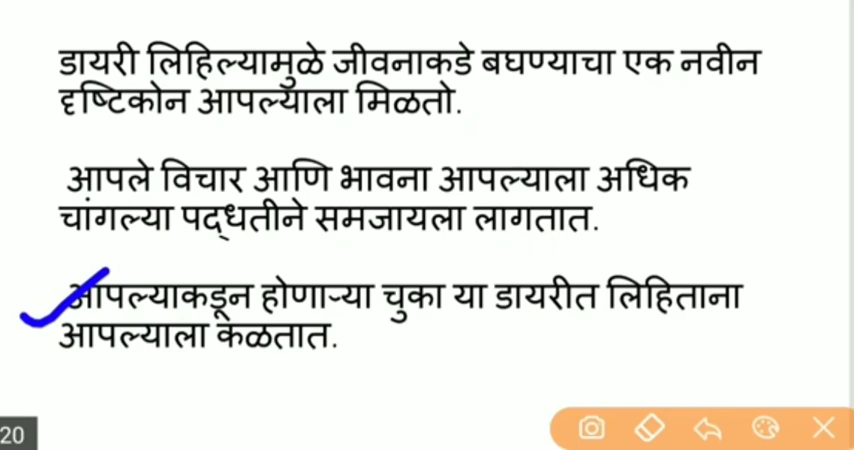 डायरी लिहिल्यामुळे जीवनाकडे बघण्याचा एक नवीन
दृष्टिकोन आपल्याला मिळतो.
आपले विचार आणि भावना आपल्याला अधिक
चांगल्या पद्धतीने समजायला लागतात.
आपल्याकडून होणाऱ्या चुका या डायरीत लिहिताना
आपल्याला कळतात.
20